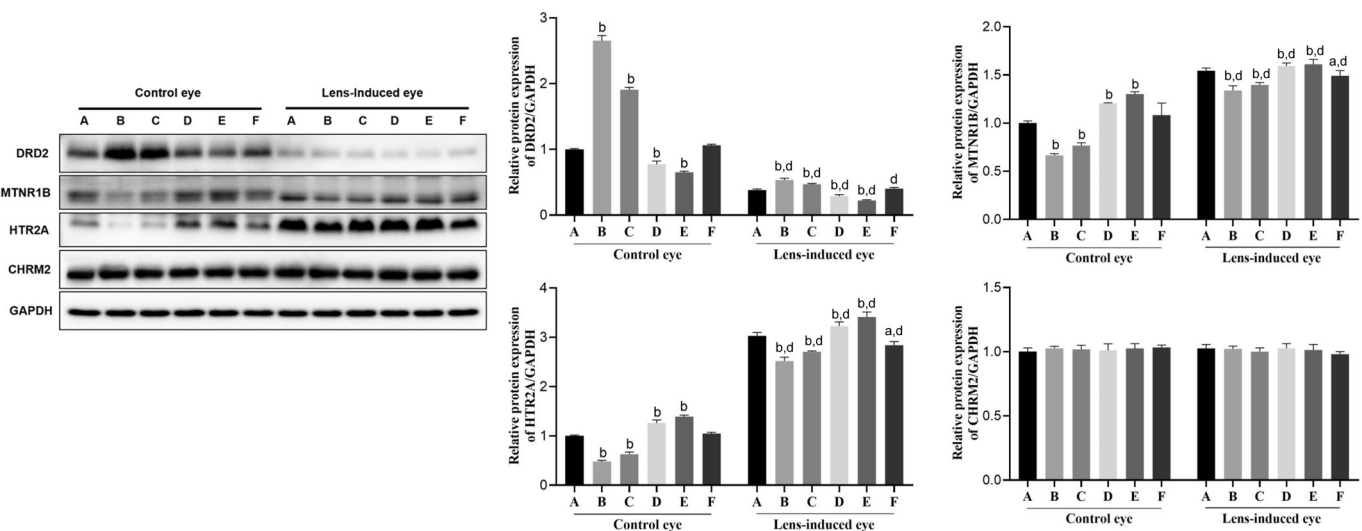 Control eye Lens-Induced eye
A B C D E F A B C D E F
DRD2
MTNR1B
HTR2A
CHRM2
GAPDH
Relative protein expression
of DRD2/GAPDH
3
2
1
0
b
b
b
b
b,d
b,d
b,d
b,d
d
A B C D E F A B C D E F
Control eye Lens-induced eye
Relative protein expression
of MTNR1B/GAPDH
2.0
1.5
1.0
0.5
0.0
b
b
b
b
b,d
b,d
b,d
b,d
a,d
A B C D E F A B C D E F
Control eye Lens-induced eye
Relative protein expression
of HTR2A/GAPDH
4
3
2
1
0
b
b
b
b
b,d
b,d
b,d
b,d
a,d
A B C D E F A B C D E F
Control eye Lens-induced eye
Relative protein expression
of CHRM2/GAPDH
1.5
1.0
0.5
0.0
A B C D E F A B C D E F
Control eye Lens-induced eye